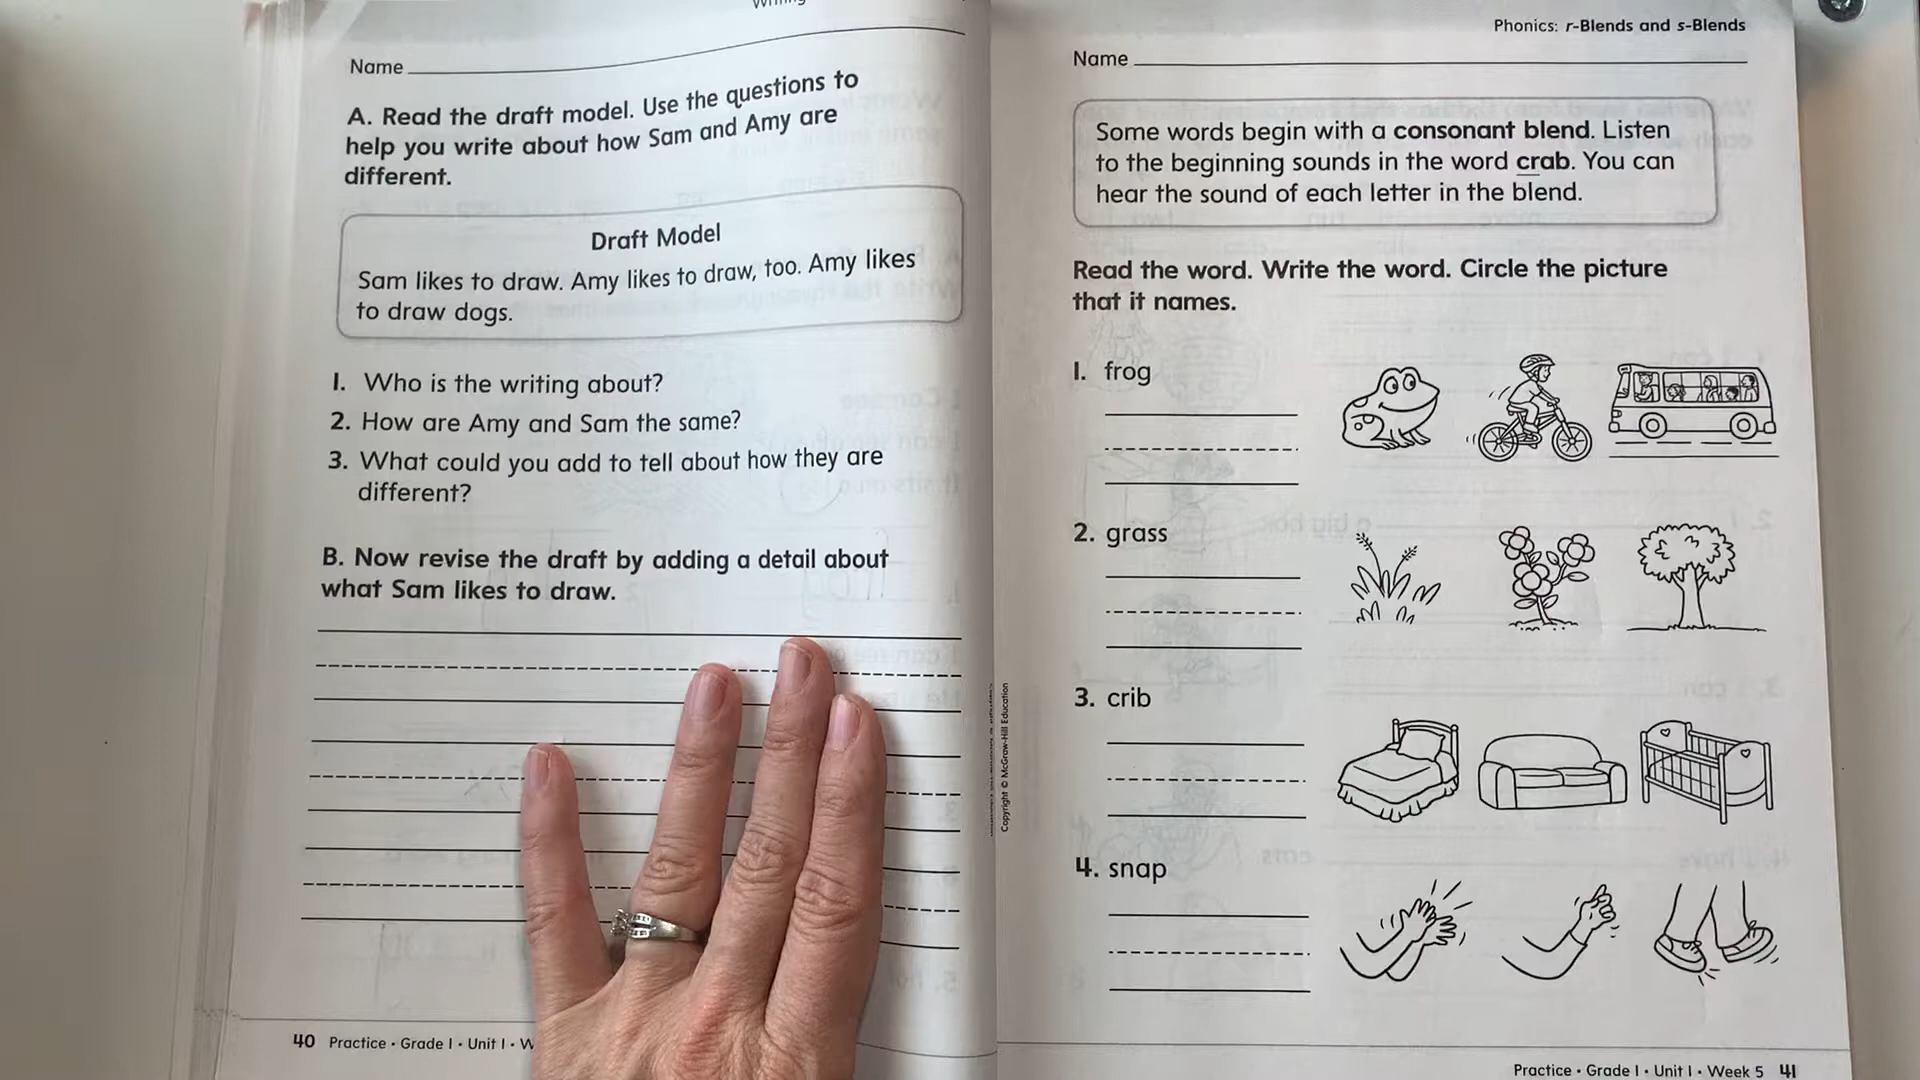 Writing
Name
A. Read the draft model. Use the questions to
help you write about how Sam and Amy are
different.
Draft Model
Sam likes to draw. Amy likes to draw, too. Amy likes
to draw dogs.
1. Who is the writing about?
2. How are Amy and Sam the same?
3. What could you add to tell about how they are
different?
B. Now revise the draft by adding a detail about
what Sam likes to draw.
40 Practice • Grade 1 • Unit 1 •
Phonics: r-Blends and s-Blends
Name
Some words begin with a consonant blend. Listen
to the beginning sounds in the word crab. You can
hear the sound of each letter in the blend.
Read the word. Write the word. Circle the picture
that it names.
1. frog
2. grass
3. crib
4. snap
Copyright © McGraw-Hill Education
Practice • Grade 1 • Unit 1 • Week 5 41